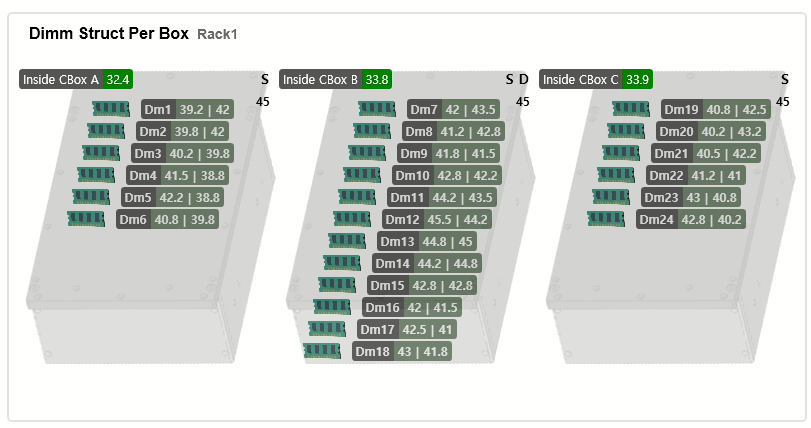 Dimm Struct Per Box Rack1
Inside CBox A 32.4 S
45
Dm1 39.2 | 42
Dm2 39.8 | 42
Dm3 40.2 | 39.8
Dm4 41.5 | 38.8
Dm5 42.2 | 38.8
Dm6 40.8 | 39.8
Inside CBox B 33.8 S D
45
Dm7 42 | 43.5
Dm8 41.2 | 42.8
Dm9 41.8 | 41.5
Dm10 42.8 | 42.2
Dm11 44.2 | 43.5
Dm12 45.5 | 44.2
Dm13 44.8 | 45
Dm14 44.2 | 44.8
Dm15 42.8 | 42.8
Dm16 42 | 41.5
Dm17 42.5 | 41
Dm18 43 | 41.8
Inside CBox C 33.9 S
45
Dm19 40.8 | 42.5
Dm20 40.2 | 43.2
Dm21 40.5 | 42.2
Dm22 41.2 | 41
Dm23 43 | 40.8
Dm24 42.8 | 40.2